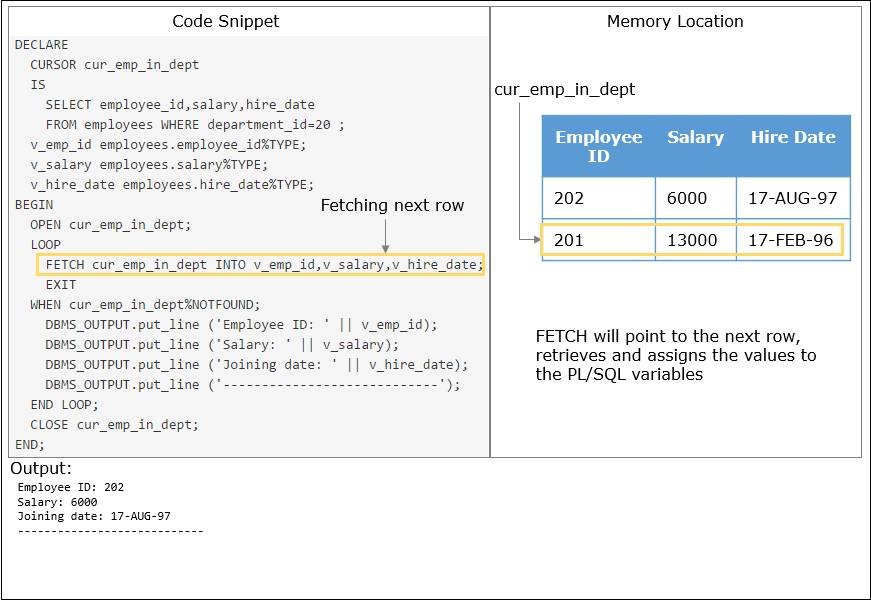 Code Snippet
DECLARE
CURSOR cur_emp_in_dept
IS
SELECT employee_id,salary,hire_date
FROM employees WHERE department_id=20 ;
v_emp_id employees.employee_id%TYPE;
v_salary employees.salary%TYPE;
v_hire_date employees.hire_date%TYPE;
BEGIN
Fetching next row
OPEN cur_emp_in_dept;
LOOP
FETCH cur_emp_in_dept INTO v_emp_id,v_salary,v_hire_date;
EXIT
WHEN cur_emp_in_dept%NOTFOUND;
DBMS_OUTPUT.put_line ('Employee ID: ' || v_emp_id);
DBMS_OUTPUT.put_line ('Salary: ' || v_salary);
DBMS_OUTPUT.put_line ('Joining date: ' || v_hire_date);
DBMS_OUTPUT.put_line ('----------------------------');
END LOOP;
CLOSE cur_emp_in_dept;
END;
Memory Location
cur_emp_in_dept
Employee ID Salary Hire Date
202 6000 17-AUG-97
201 13000 17-FEB-96
FETCH will point to the next row,
retrieves and assigns the values to
the PL/SQL variables
Output:
Employee ID: 202
Salary: 6000
Joining date: 17-AUG-97
----------------------------